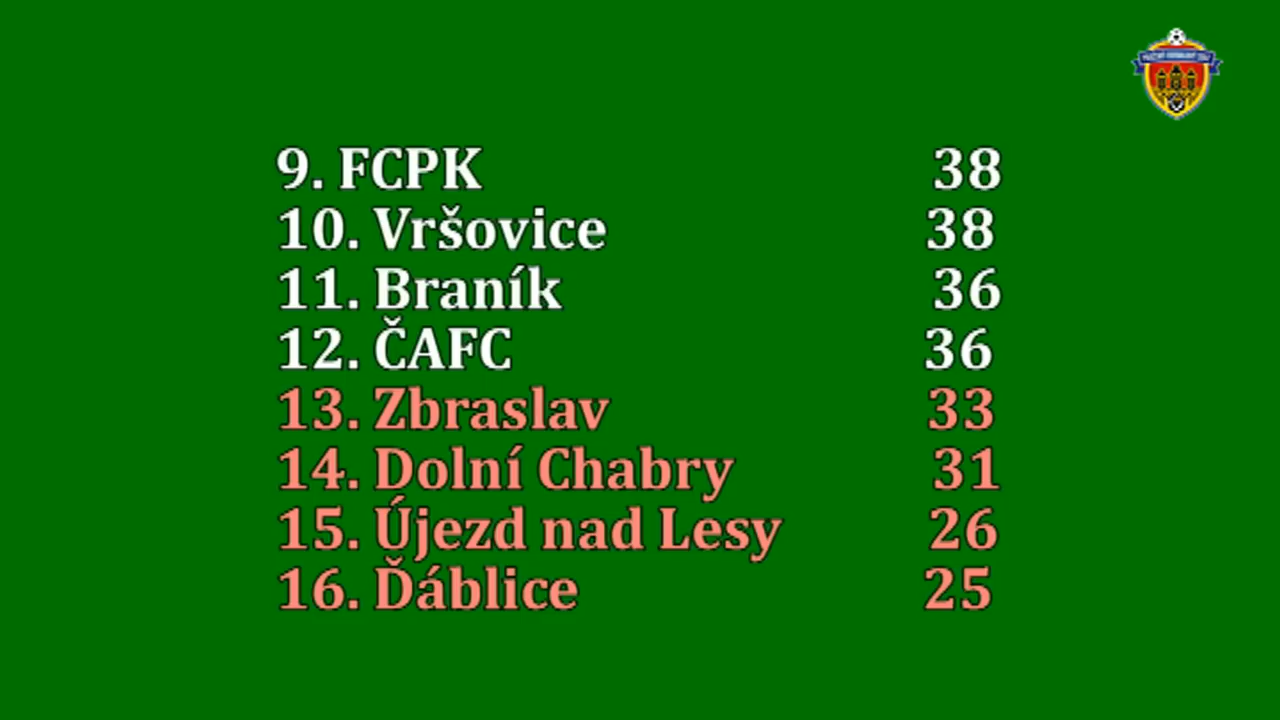 9. FCPK 38
10. Vršovice 38
11. Braník 36
12. ČAFC 36
13. Zbraslav 33
14. Dolní Chabry 31
15. Újezd nad Lesy 26
16. Ďáblice 25